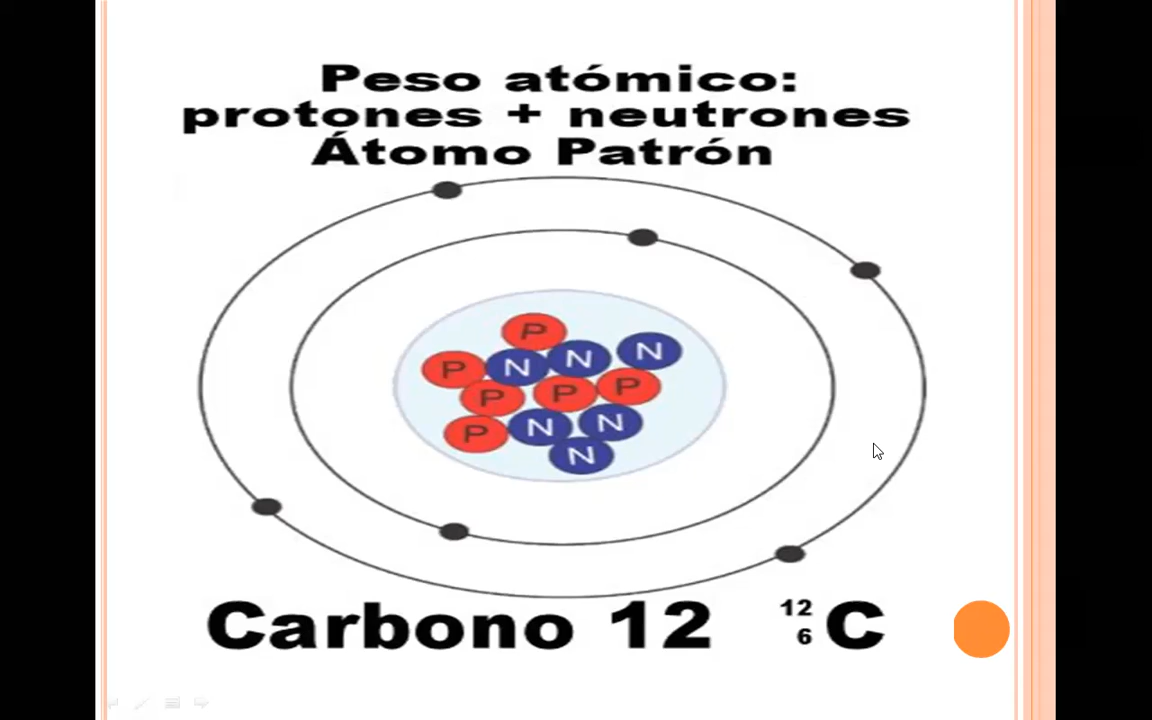 Peso atómico:
protones + neutrones
Átomo Patrón
P
N N N
P P P P
P N N
N
Carbono 12
12
6 C